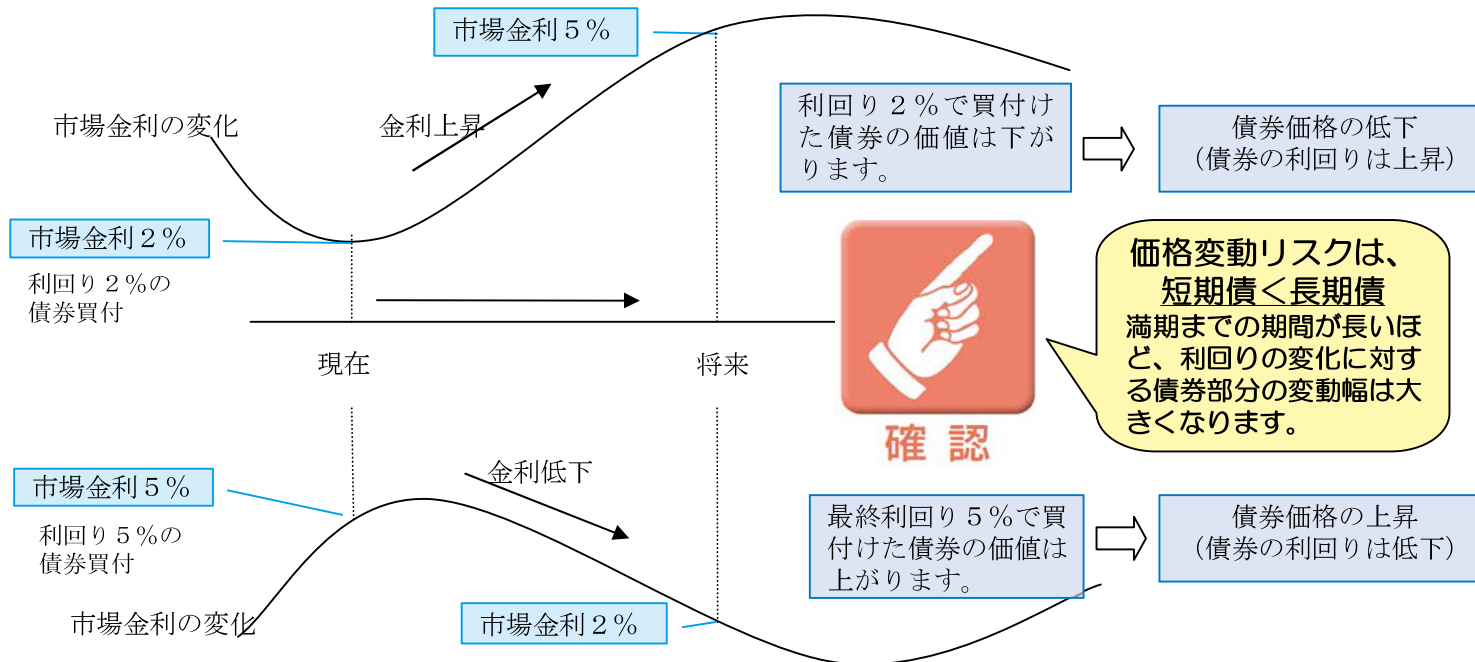 市場金利５％
市場金利の変化
金利上昇
利回り２％で買付け
た債券の価値は下が
ります。
債券価格の低下
（債券の利回りは上昇）
市場金利２％
利回り２％の
債券買付
現在
将来
確認
価格変動リスクは、
短期債＜長期債
満期までの期間が長いほ
ど、利回りの変化に対す
る債券部分の変動幅は大
きくなります。
市場金利５％
利回り５％の
債券買付
金利低下
最終利回り５％で買
付けた債券の価値は
上がります。
債券価格の上昇
（債券の利回りは低下）
市場金利の変化
市場金利２％